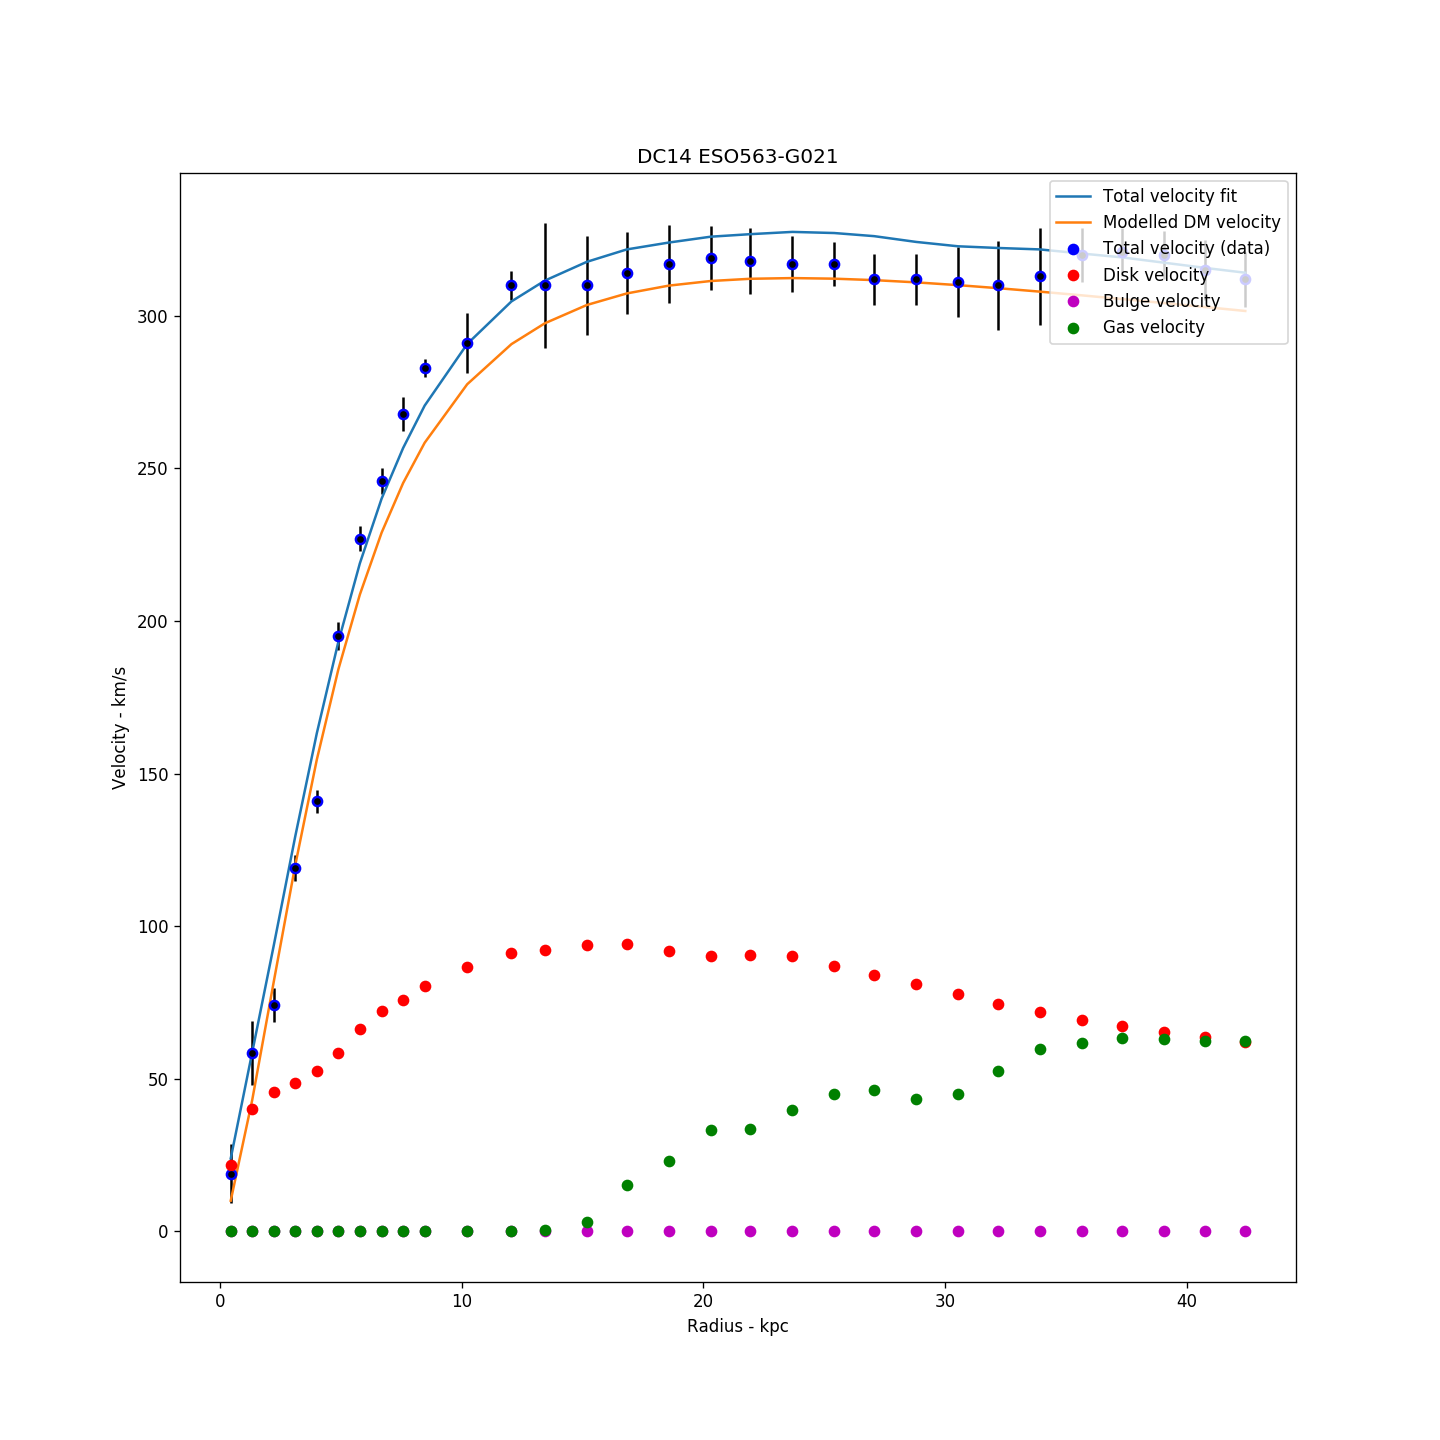 DC14 ESO563-G021
Total velocity fit
Modelled DM velocity
Total velocity (data)
Disk velocity
Bulge velocity
Gas velocity
300
250
200
150
100
50
0
Velocity - km/s
0 10 20 30 40
Radius - kpc